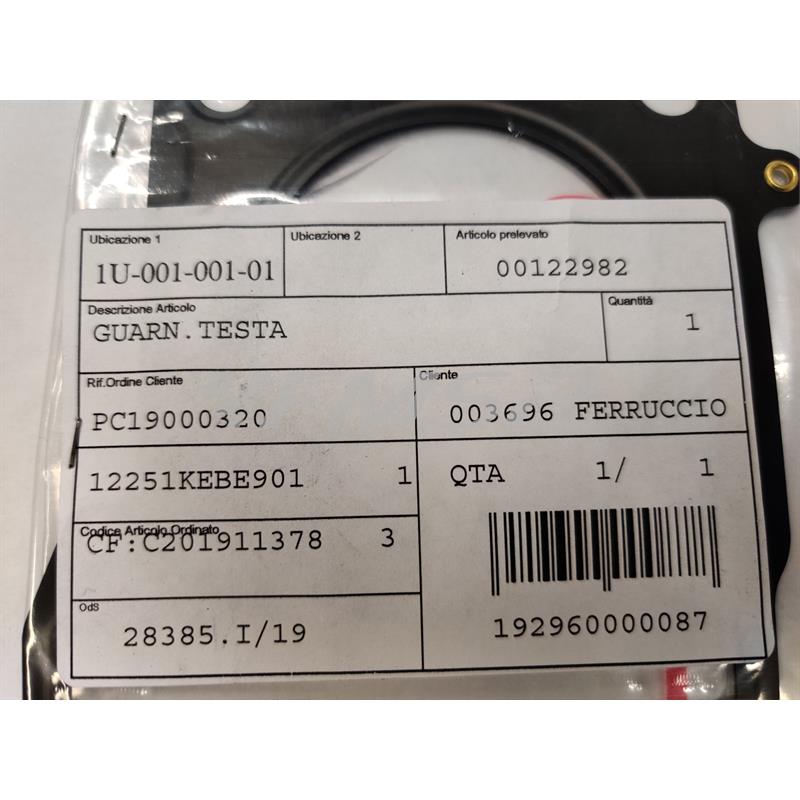 Ubicazione 1
Ubicazione 2
Articolo prelevato
1U-001-001-01
00122982
Descrizione Articolo
Quantità
GUARN.TESTA
1
Rif.Ordine Cliente
Cliente
PC19000320
003696 FERRUCCIO
12251KEBE901 1
QTA 1/ 1
Codice Articolo Ordinato
CF:C201911378 3
OdS
28385.I/19
192960000087